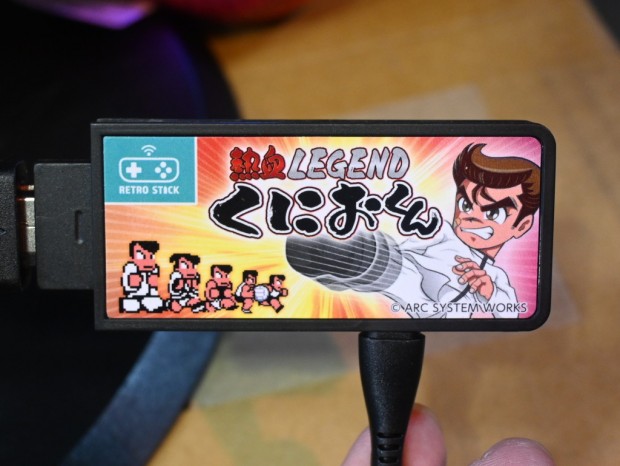 RETRO STICK
熱血LEGEND
くにおくん
© ARC SYSTEM WORKS